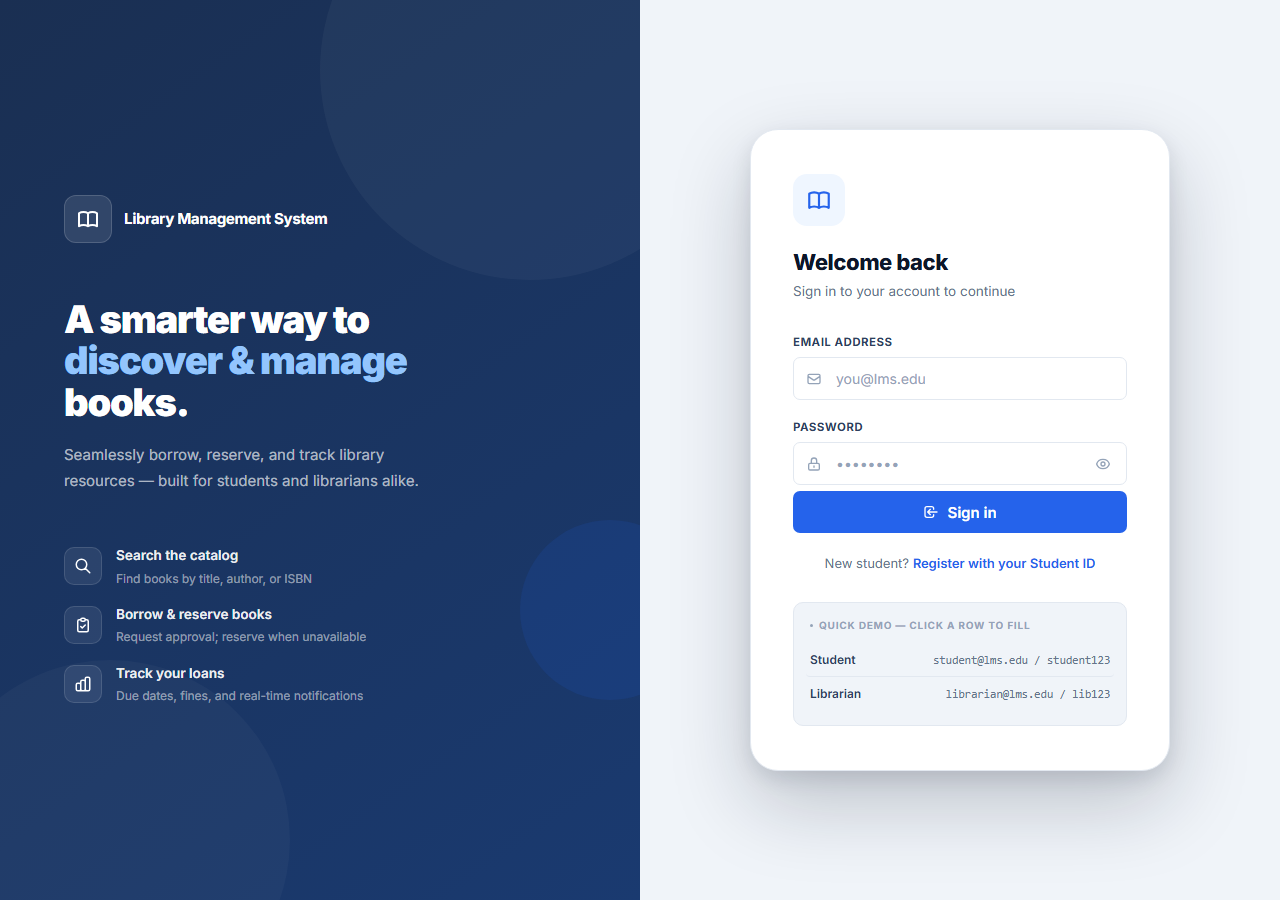 Library Management System
A smarter way to
discover & manage
books.
Seamlessly borrow, reserve, and track library
resources — built for students and librarians alike.
Search the catalog
Find books by title, author, or ISBN
Borrow & reserve books
Request approval; reserve when unavailable
Track your loans
Due dates, fines, and real-time notifications
Welcome back
Sign in to your account to continue
EMAIL ADDRESS
you@lms.edu
PASSWORD
••••••••
Sign in
New student? Register with your Student ID
• QUICK DEMO — CLICK A ROW TO FILL
Student student@lms.edu / student123
Librarian librarian@lms.edu / lib123